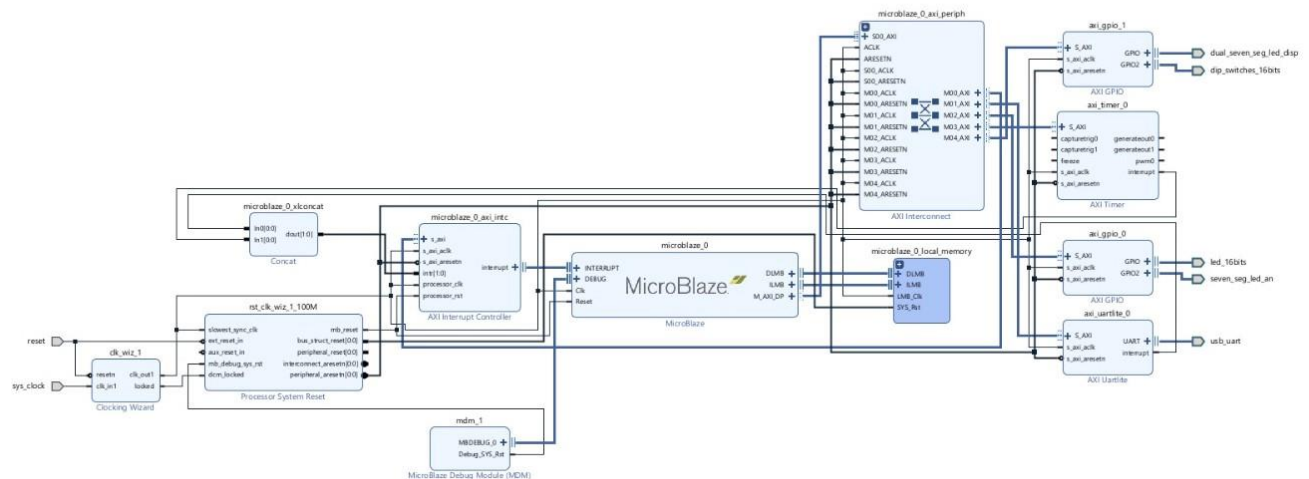 microblaze_0_axi_periph
S00_AXI
ACLK
ARESETN
S00_ACLK
S00_ARESETN
M00_ACLK
M00_ARESETN
M01_ACLK
M01_ARESETN
M02_ACLK
M02_ARESETN
M03_ACLK
M03_ARESETN
M04_ACLK
M04_ARESETN
M00_AXI
M01_AXI
M02_AXI
M03_AXI
M04_AXI
AXI Interconnect
axi_gpio_1
S_AXI
s_axi_aclk
s_axi_aresetn
GPIO
GPIO2
AXI GPIO
dual_seven_seg_led_disp
dip_switches_16bits
axi_timer_0
S_AXI
capturetrig0
capturetrig1
freeze
s_axi_aclk
s_axi_aresetn
generateout0
generateout1
pwm0
interrupt
AXI Timer
microblaze_0_xlconcat
In0[0:0]
In1[0:0]
dout[1:0]
Concat
microblaze_0_axi_intc
s_axi
s_axi_aclk
s_axi_aresetn
intr[1:0]
processor_clk
processor_rst
interrupt
AXI Interrupt Controller
microblaze_0
INTERRUPT
DEBUG
Clk
Reset
MicroBlaze
DLMB
ILMB
M_AXI_DP
MicroBlaze
microblaze_0_local_memory
DLMB
ILMB
LMB_Clk
SYS_Rst
axi_gpio_0
S_AXI
s_axi_aclk
s_axi_aresetn
GPIO
GPIO2
AXI GPIO
led_16bits
seven_seg_led_an
axi_uartlite_0
S_AXI
s_axi_aclk
s_axi_aresetn
UART
interrupt
AXI Uartlite
usb_uart
rst_clk_wiz_1_100M
slowest_sync_clk
ext_reset_in
aux_reset_in
mb_debug_sys_rst
dcm_locked
mb_reset
bus_struct_reset[0:0]
peripheral_reset[0:0]
interconnect_aresetn[0:0]
peripheral_aresetn[0:0]
Processor System Reset
reset
sys_clock
clk_wiz_1
resetn
clk_in1
clk_out1
locked
Clocking Wizard
mdm_1
MBDEBUG_0
Debug_SYS_Rst
MicroBlaze Debug Module (MDM)